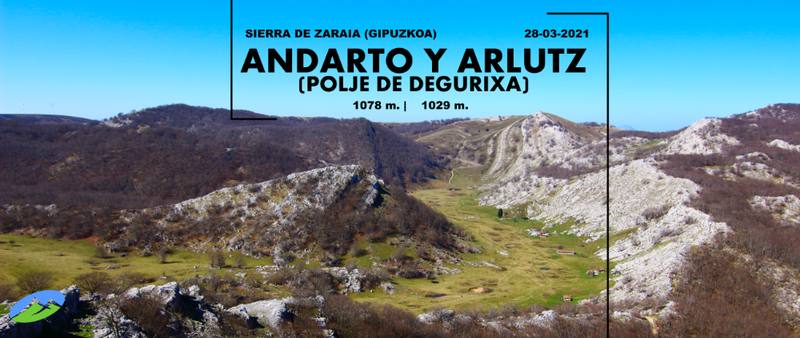 SIERRA DE ZARAIA (GIPUZKOA) 28-03-2021
ANDARTO Y ARLUTZ
(POLJE DE DEGURIXA)
1078 m. | 1029 m.